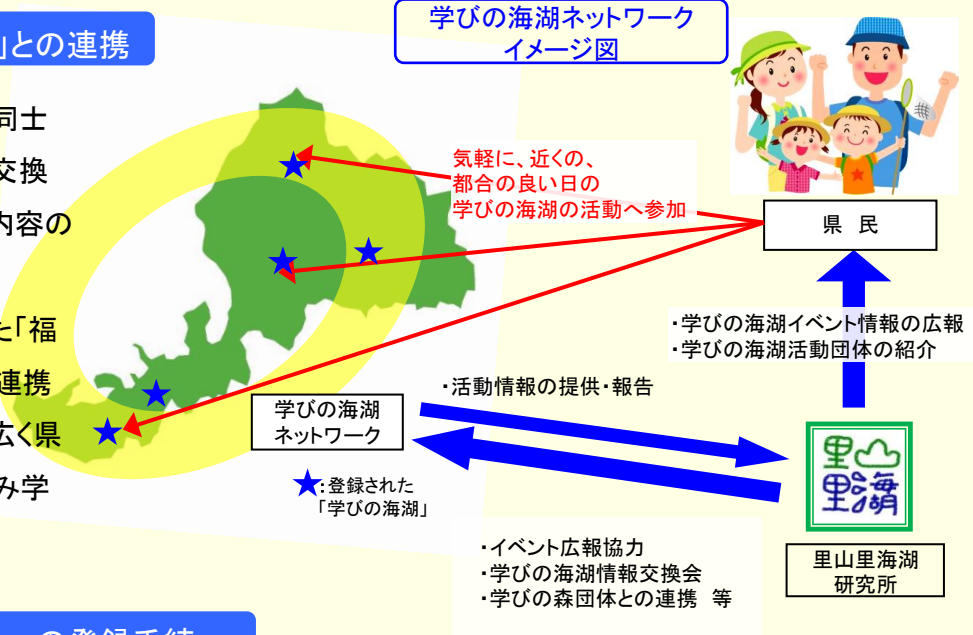 」との連携
同士
交換
内容の
た「福
連携
広く県
み学
の登録手続
学びの海湖ネットワーク
イメージ図
気軽に、近くの、
都合の良い日の
学びの海湖の活動へ参加
県 民
・学びの海湖イベント情報の広報
・学びの海湖活動団体の紹介
・活動情報の提供・報告
学びの海湖
ネットワーク
★:登録された
「学びの海湖」
・イベント広報協力
・学びの海湖情報交換会
・学びの森団体との連携 等
里山
里海湖
里山里海湖
研究所